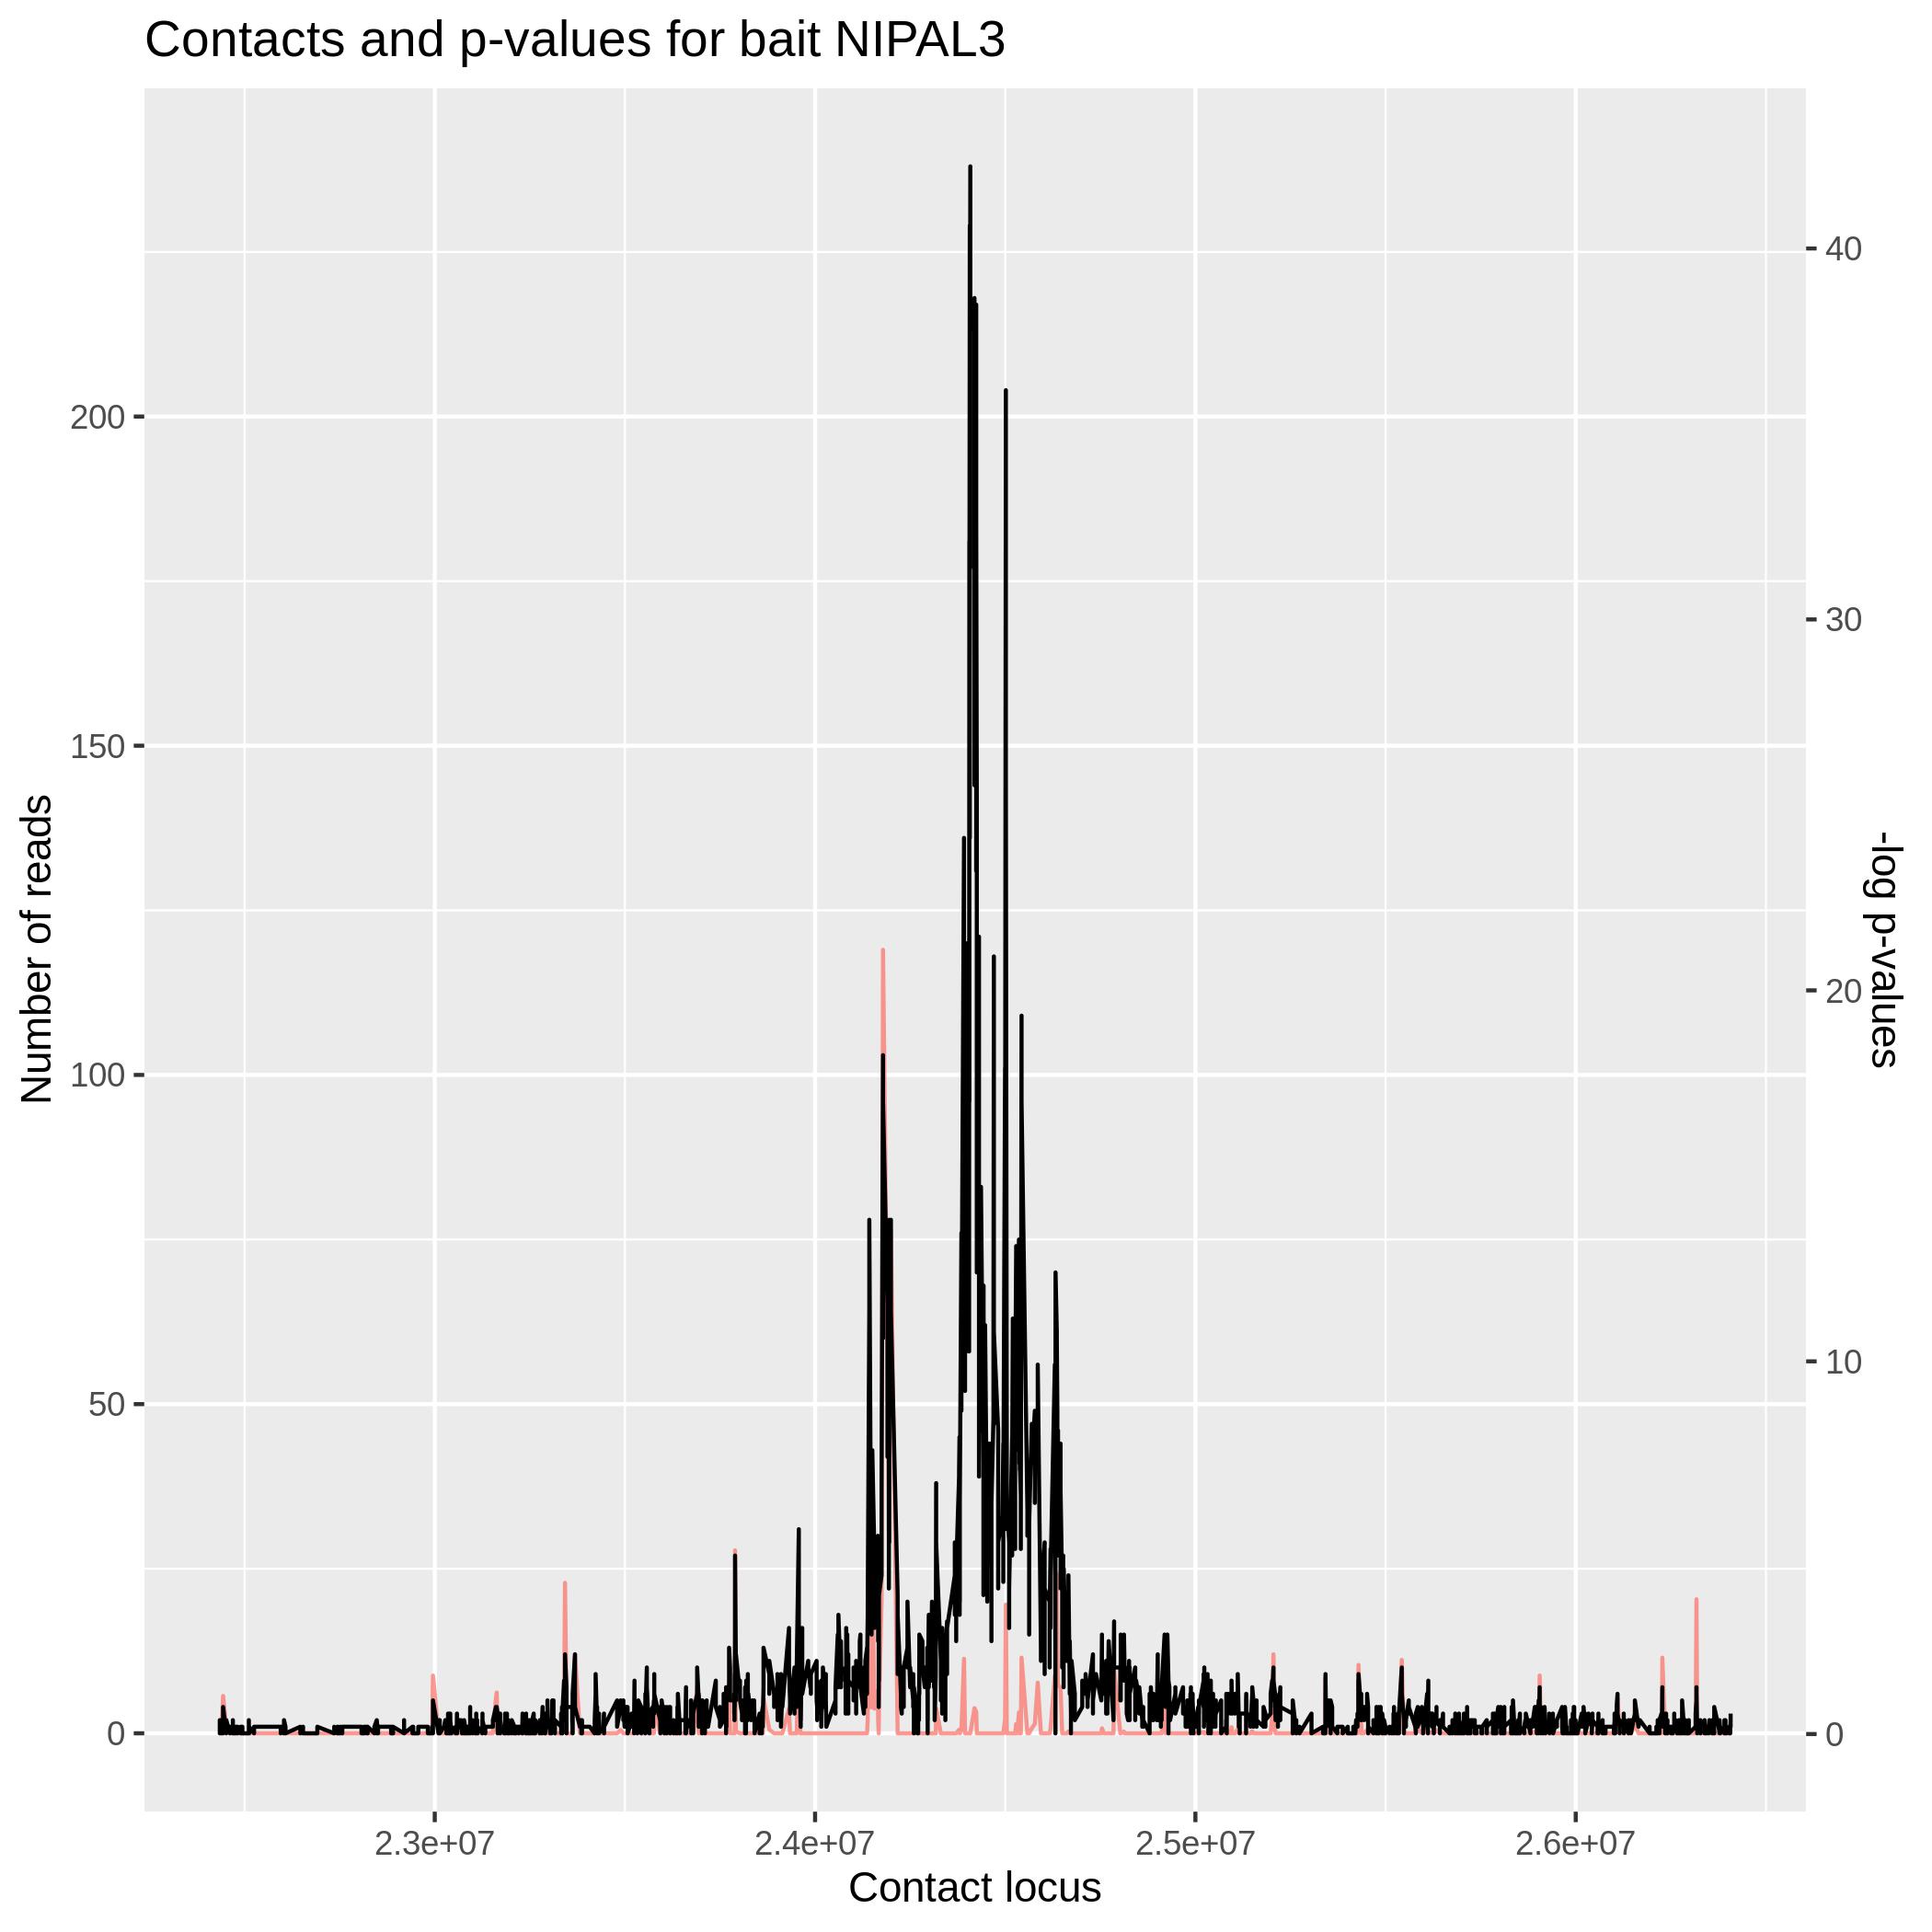 Contacts and p-values for bait NIPAL3
Number of reads
200
150
100
50
0
40
30
20
10
0
-log p-values
2.3e+07 2.4e+07 2.5e+07 2.6e+07
Contact locus